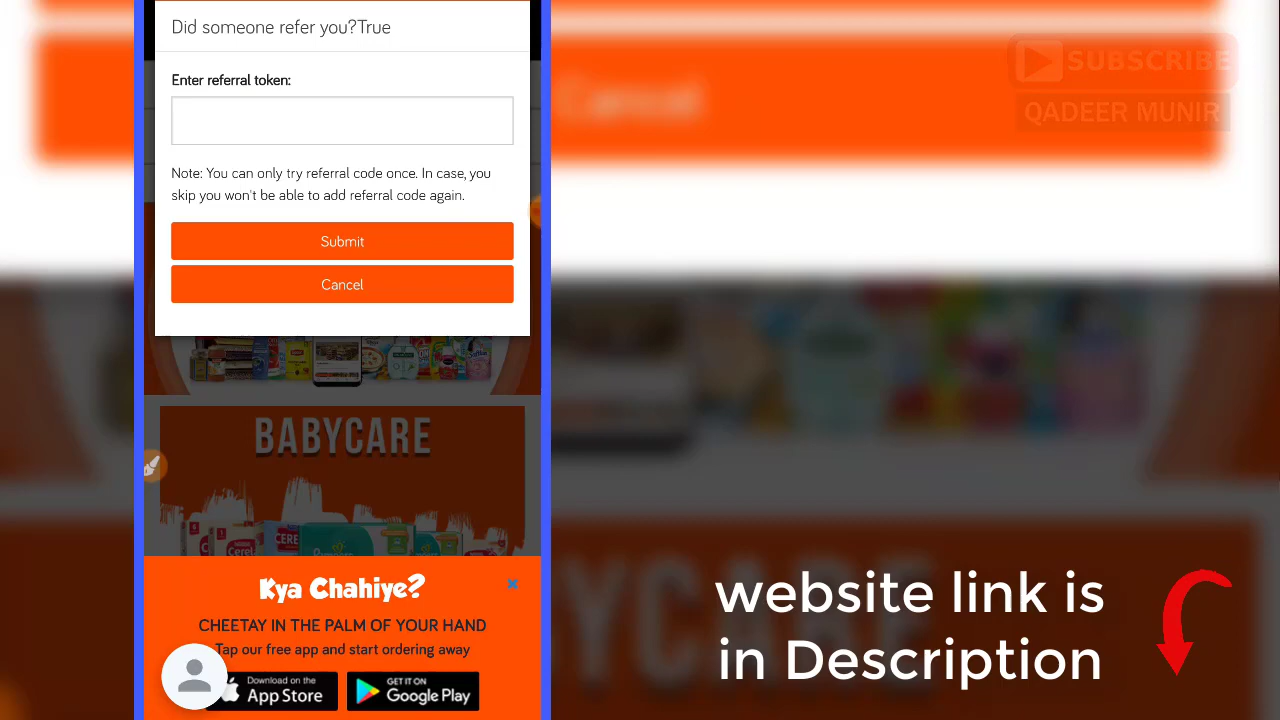 Did someone refer you?True
Enter referral token:
Note: You can only try referral code once. In case, you
skip you won't be able to add referral code again.
Submit
Cancel
BABYCARE
Kya Chahiye?
CHEETAY IN THE PALM OF YOUR HAND
Tap our free app and start ordering away
Download on the
App Store
GET IT ON
Google Play
Cancel
SUBSCRIBE
QADEER MUNIR
website link is
in Description